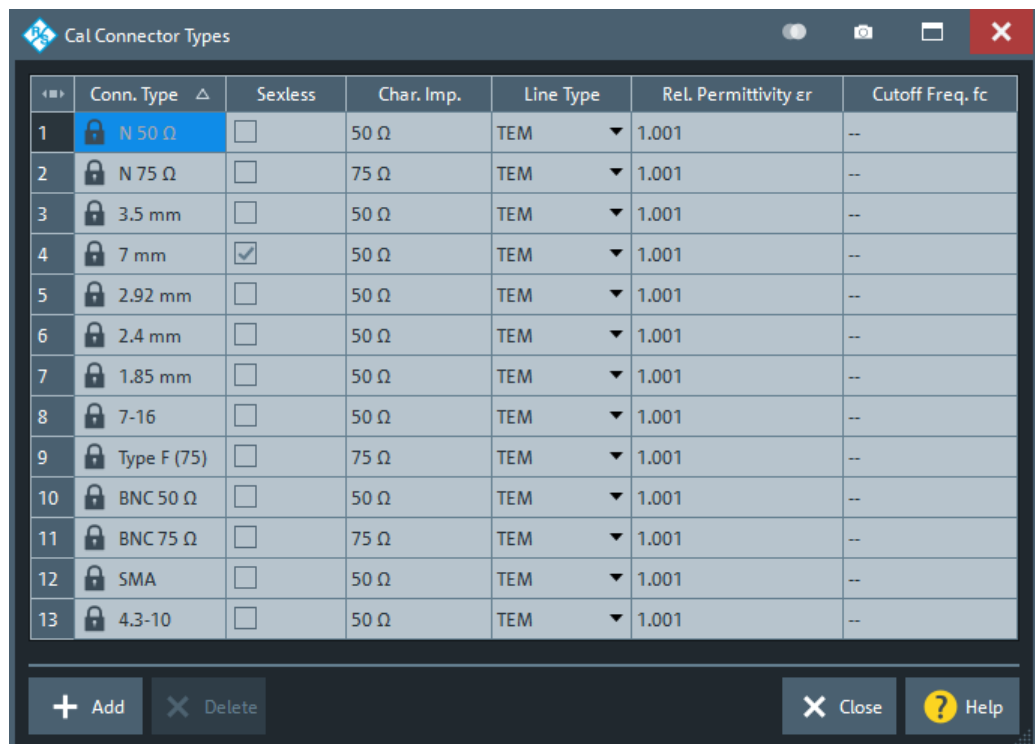 R&S Cal Connector Types
Conn. Type Sexless Char. Imp. Line Type Rel. Permittivity εr Cutoff Freq. fc
1 N 50 Ω 50 Ω TEM 1.001 --
2 N 75 Ω 75 Ω TEM 1.001 --
3 3.5 mm 50 Ω TEM 1.001 --
4 7 mm 50 Ω TEM 1.001 --
5 2.92 mm 50 Ω TEM 1.001 --
6 2.4 mm 50 Ω TEM 1.001 --
7 1.85 mm 50 Ω TEM 1.001 --
8 7-16 50 Ω TEM 1.001 --
9 Type F (75) 75 Ω TEM 1.001 --
10 BNC 50 Ω 50 Ω TEM 1.001 --
11 BNC 75 Ω 75 Ω TEM 1.001 --
12 SMA 50 Ω TEM 1.001 --
13 4.3-10 50 Ω TEM 1.001 --
Add Delete Close ? Help